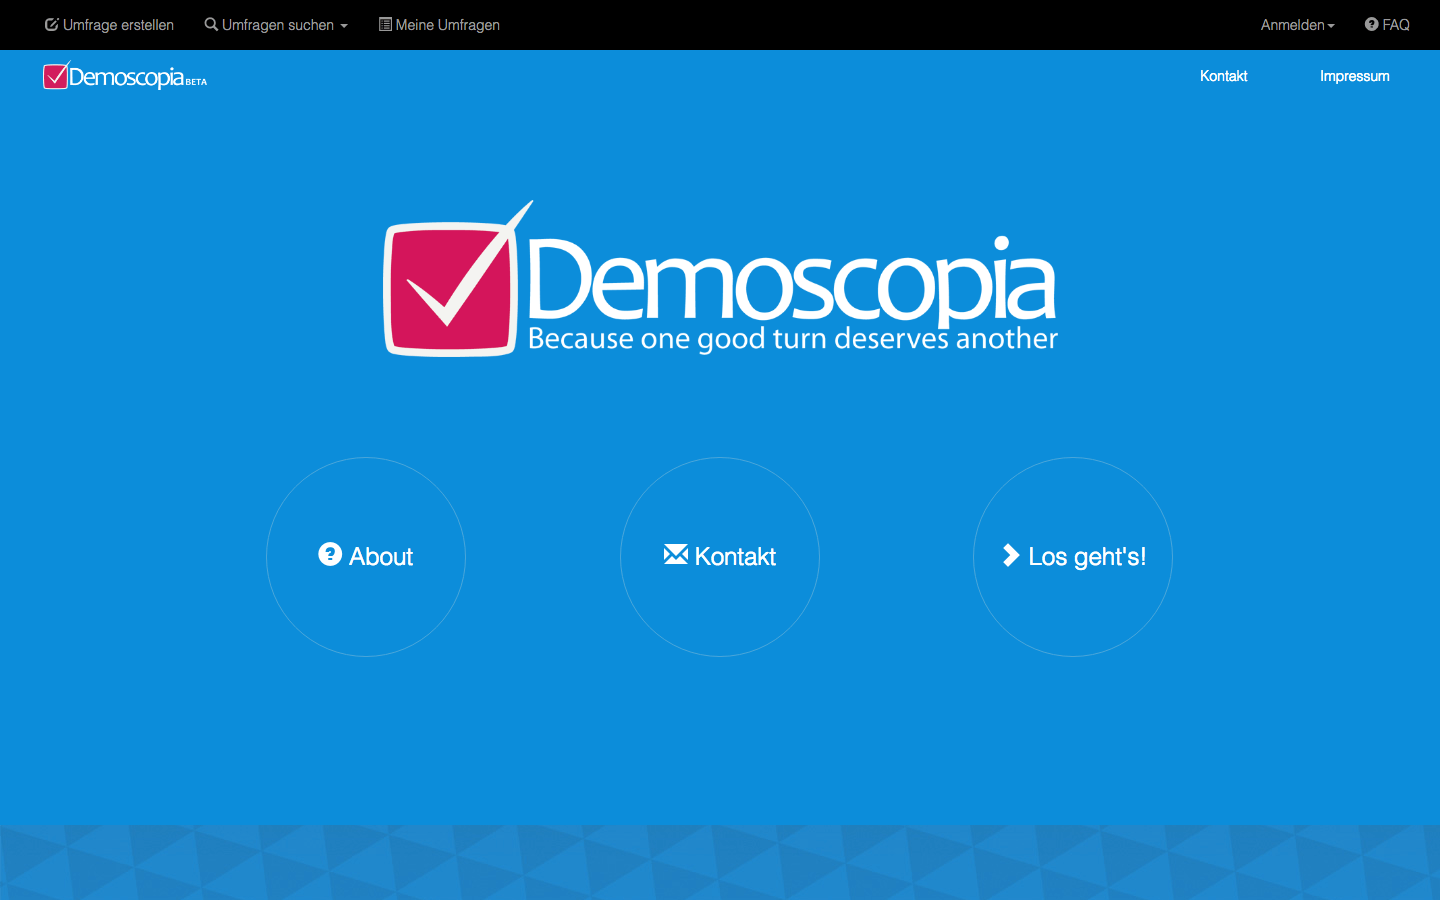 Umfrage erstellen Umfragen suchen Meine Umfragen Anmelden FAQ
Demoscopia BETA Kontakt Impressum
Demoscopia
Because one good turn deserves another
About Kontakt Los geht's!